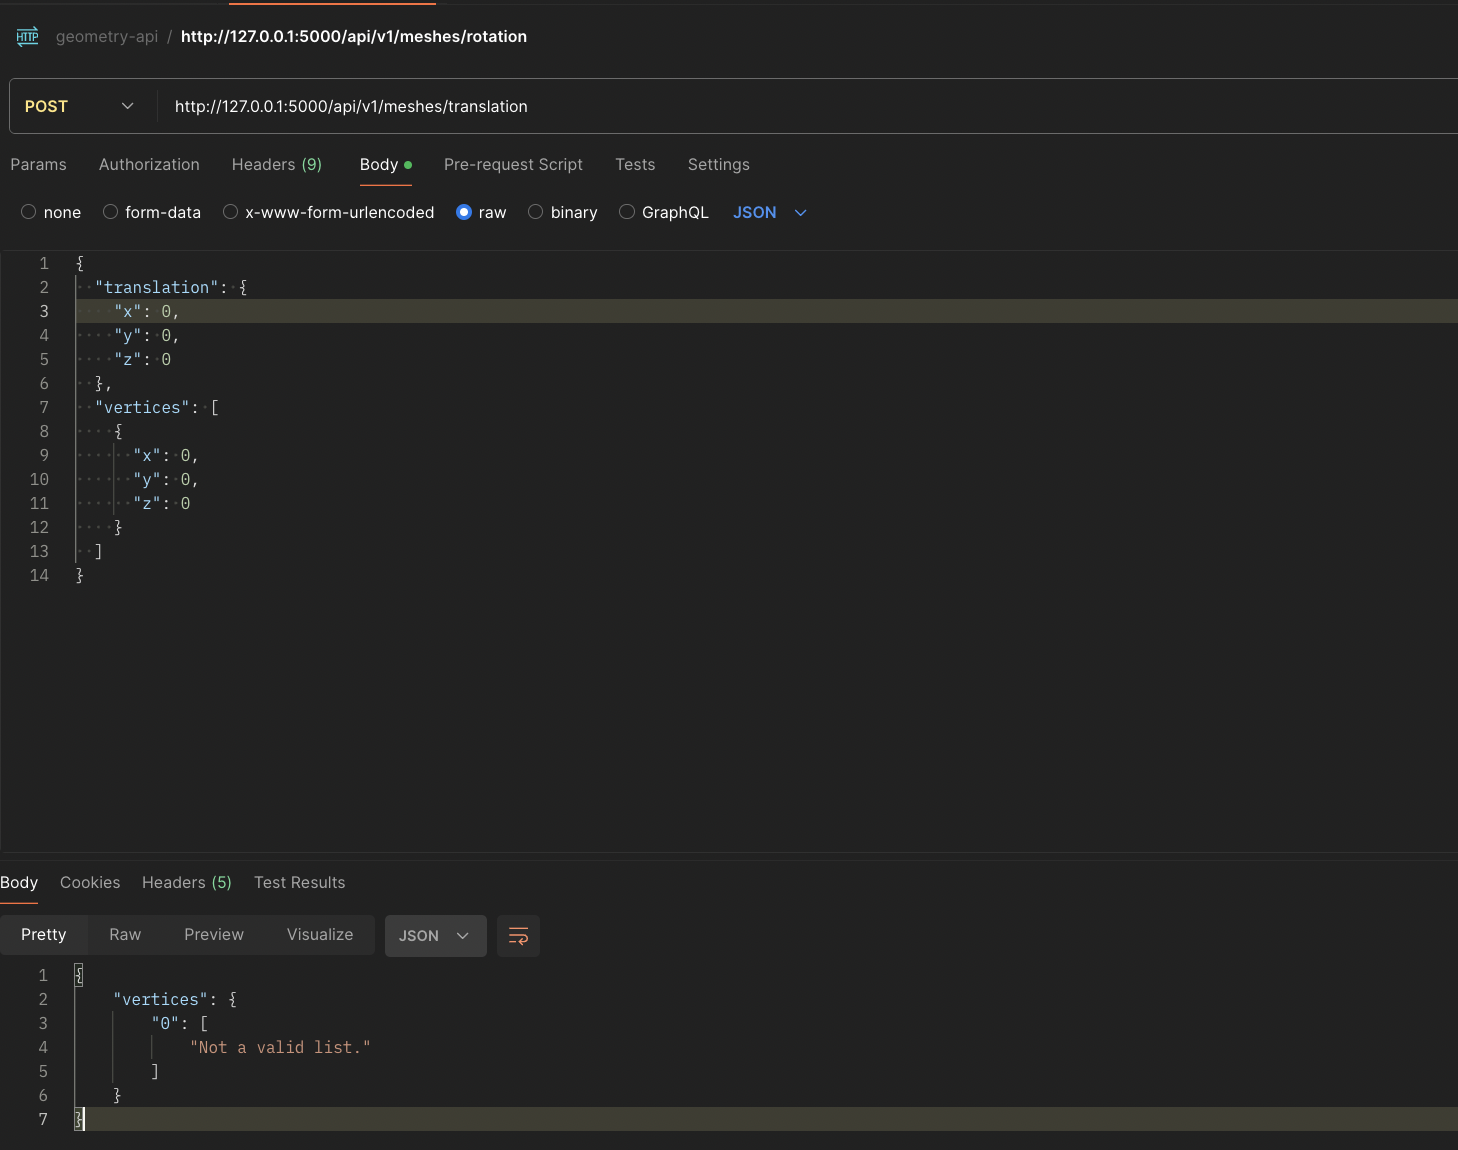 HTTP geometry-api / http://127.0.0.1:5000/api/v1/meshes/rotation
POST http://127.0.0.1:5000/api/v1/meshes/translation
Params Authorization Headers (9) Body Pre-request Script Tests Settings
none form-data x-www-form-urlencoded raw binary GraphQL JSON
1 {
2 "translation": {
3 "x": 0,
4 "y": 0,
5 "z": 0
6 },
7 "vertices": [
8 {
9 "x": 0,
10 "y": 0,
11 "z": 0
12 }
13 ]
14 }
Body Cookies Headers (5) Test Results
Pretty Raw Preview Visualize JSON
1 {
2 "vertices": {
3 "0": [
4 "Not a valid list."
5 ]
6 }
7 }